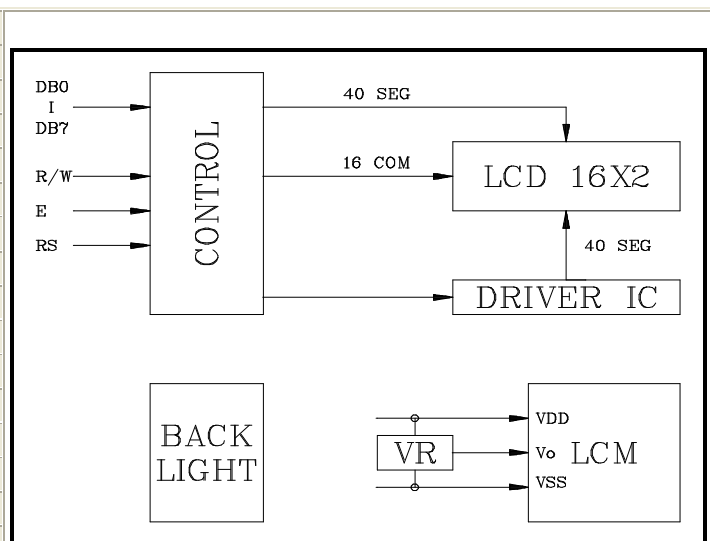 DB0
I
DB7
R/W
E
RS
CONTROL
40 SEG
16 COM
LCD 16X2
40 SEG
DRIVER IC
BACK
LIGHT
VR
VDD
Vo
VSS
LCM